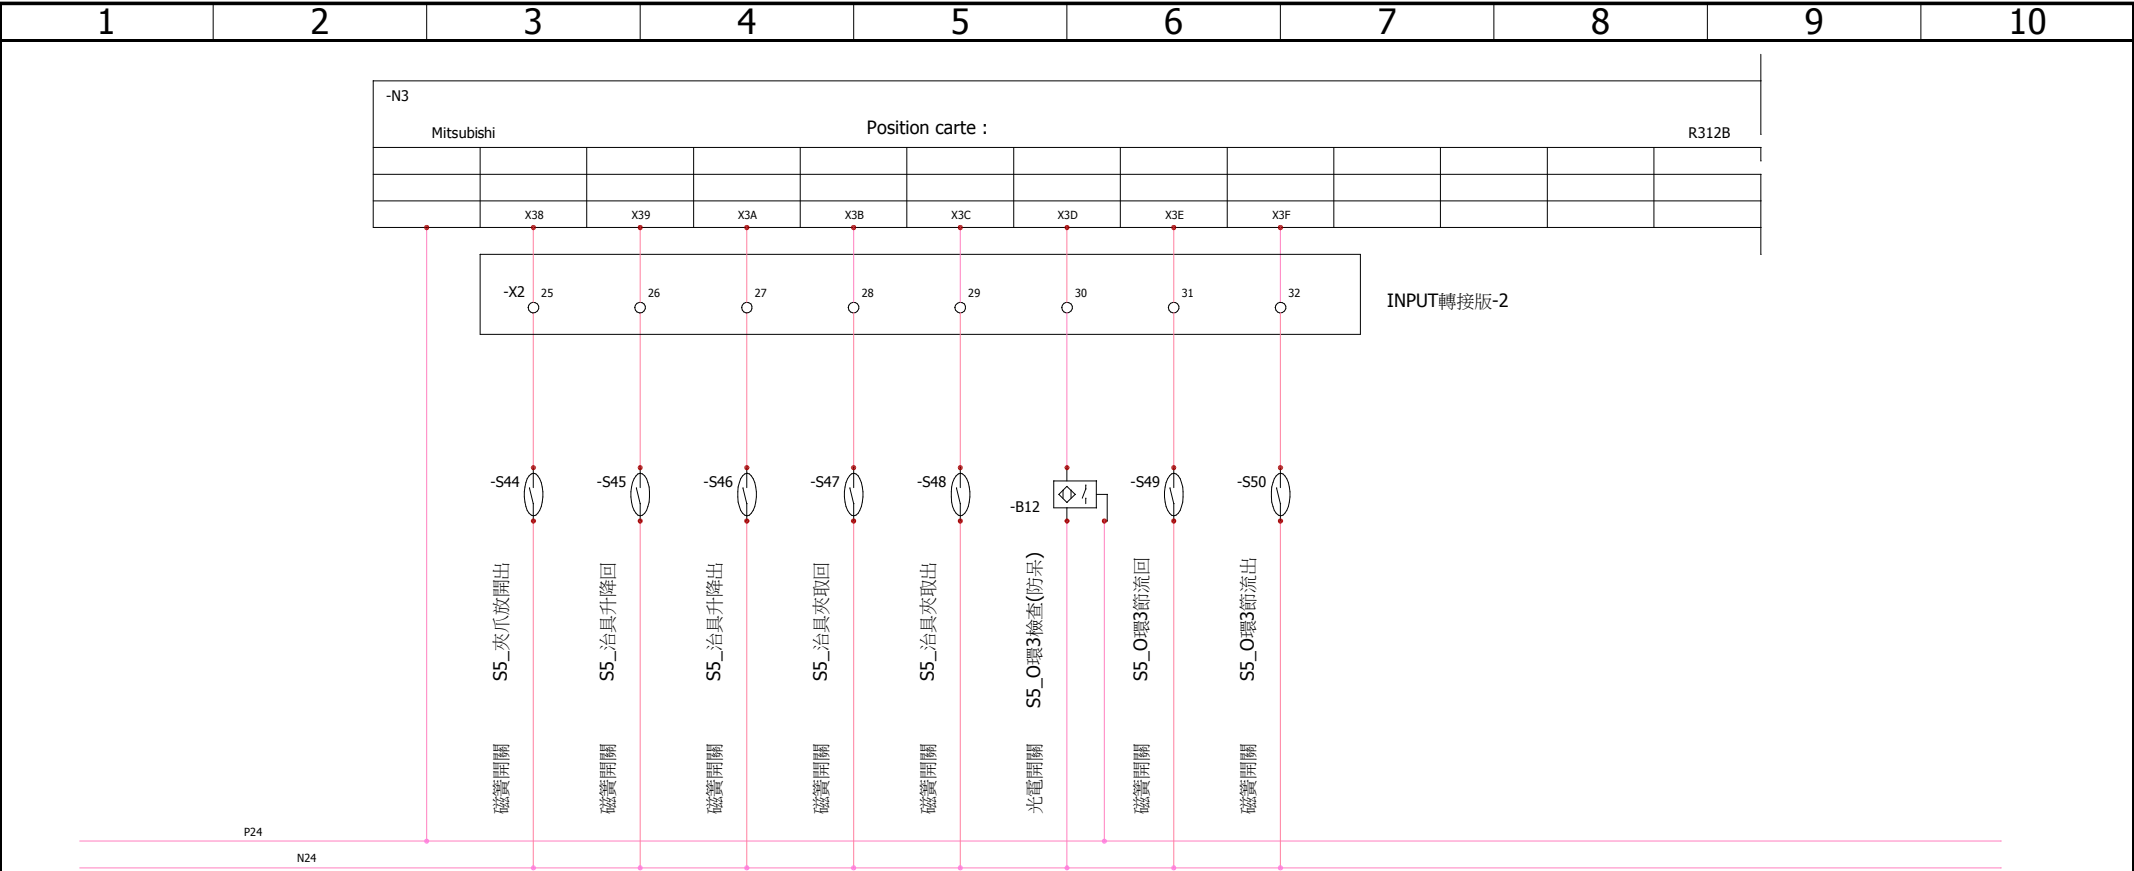 1 2 3 4 5 6 7 8 9 10
-N3
Mitsubishi Position carte : R312B
X38 X39 X3A X3B X3C X3D X3E X3F
-X2 25 26 27 28 29 30 31 32
INPUT轉接版-2
-S44 -S45 -S46 -S47 -S48 -B12 -S49 -S50
磁簧開關 S5_夾爪放開出
磁簧開關 S5_治具升降回
磁簧開關 S5_治具升降出
磁簧開關 S5_治具夾取回
磁簧開關 S5_治具夾取出
光電開關 S5_O環3檢查(防呆)
磁簧開關 S5_O環3節流回
磁簧開關 S5_O環3節流出
P24
N24